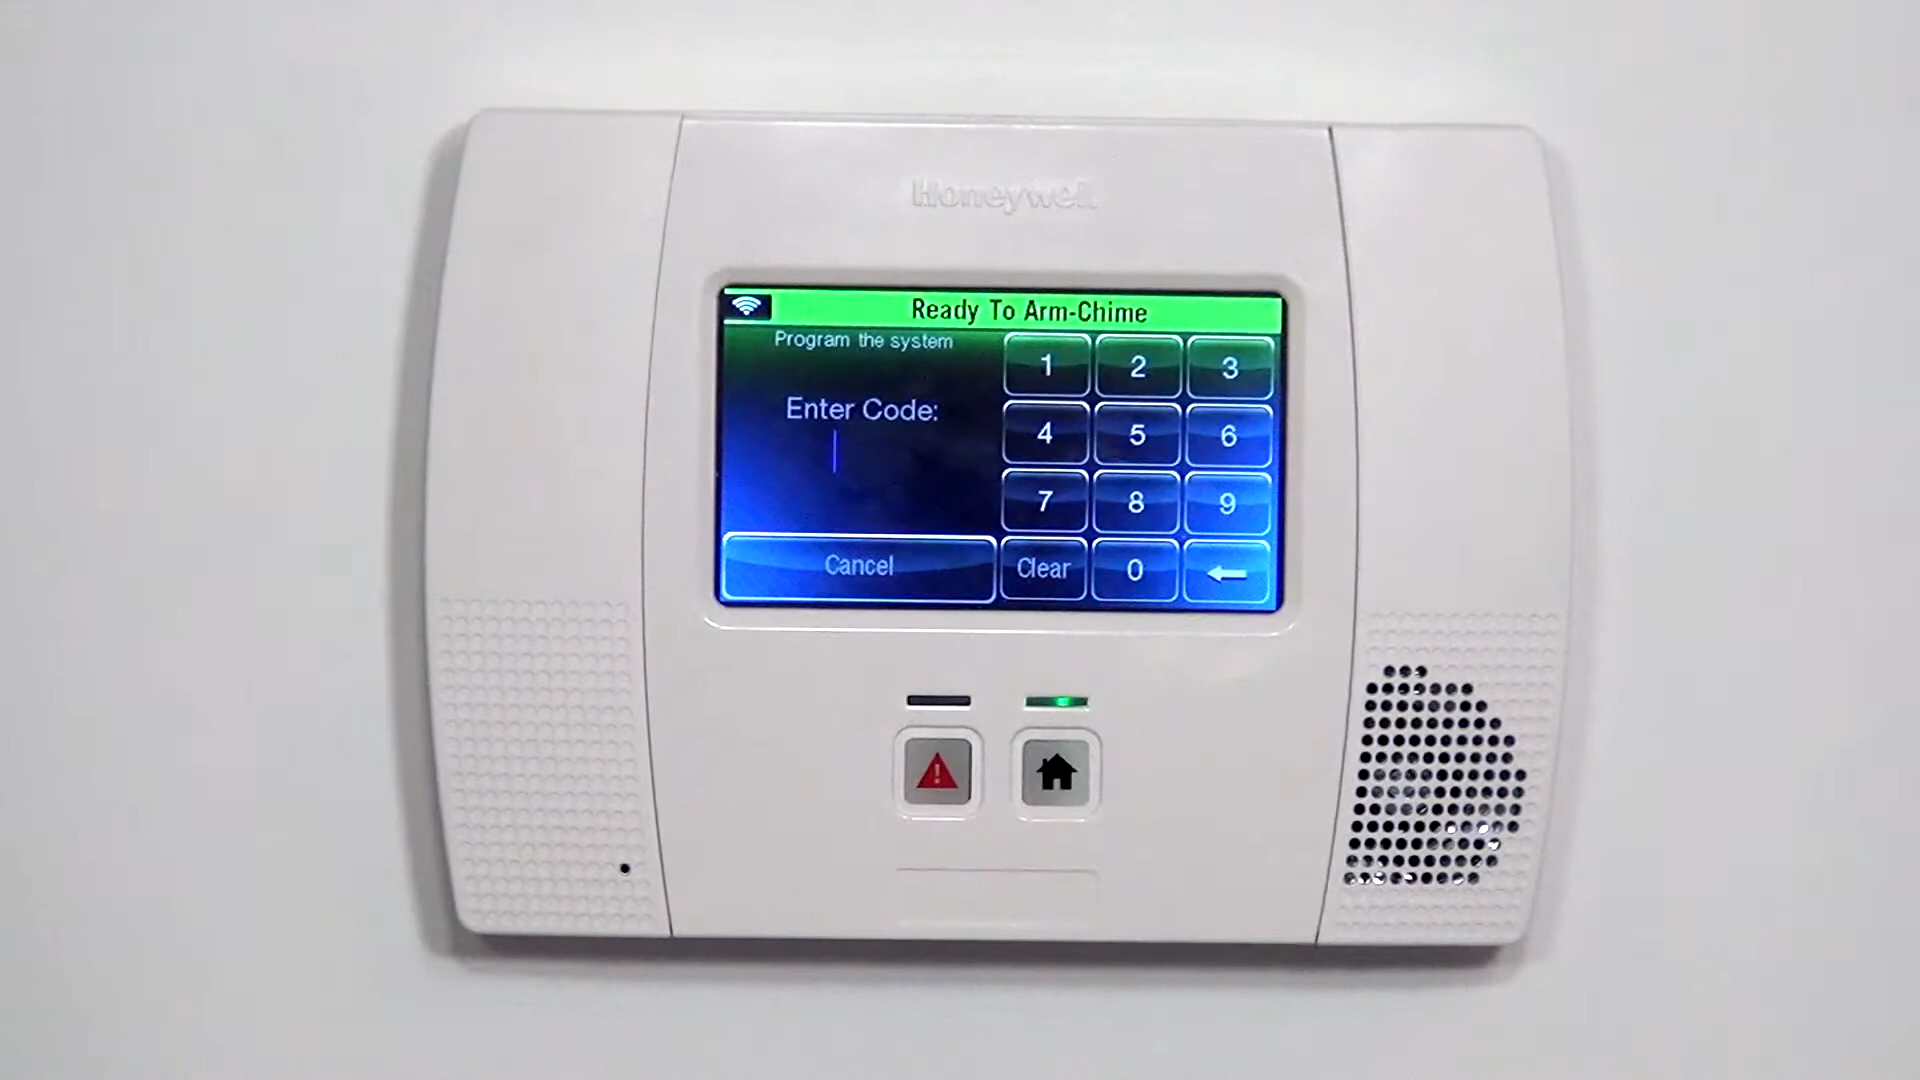 Honeywell
Ready To Arm-Chime
Program the system
Enter Code:
1 2 3
4 5 6
7 8 9
Cancel Clear 0